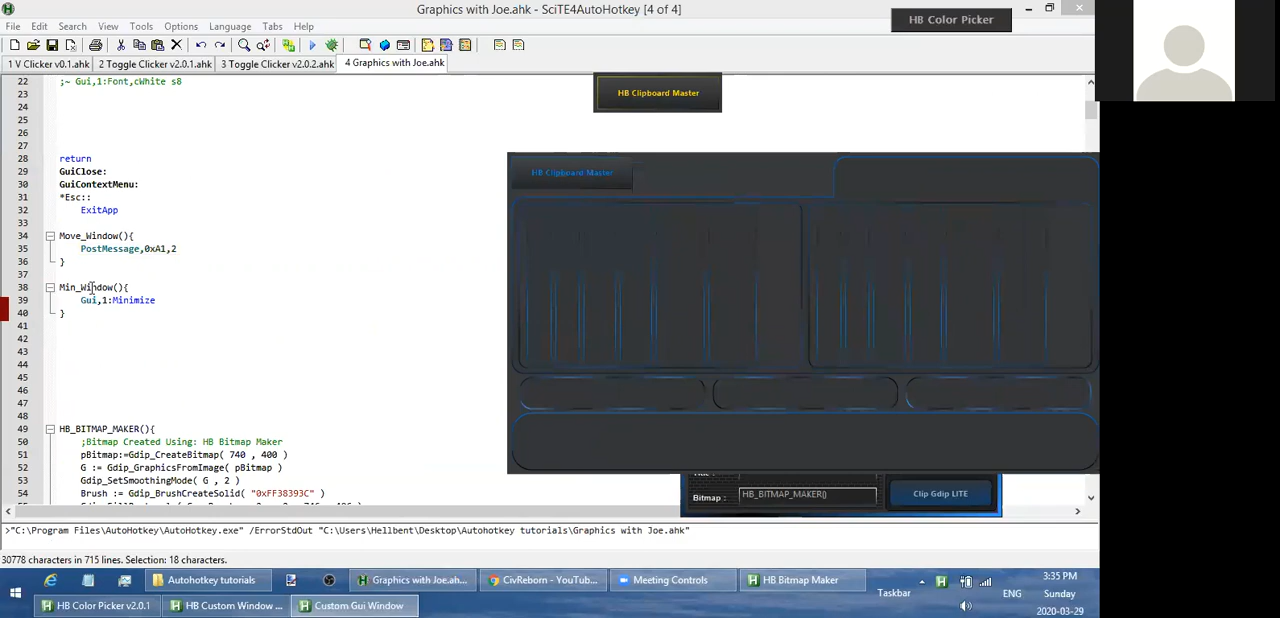 Graphics with Joe.ahk - SciTE4AutoHotkey [4 of 4]
HB Color Picker
File Edit Search View Tools Options Language Tabs Help
1 V Clicker v0.1.ahk 2 Toggle Clicker v2.0.1.ahk 3 Toggle Clicker v2.0.2.ahk 4 Graphics with Joe.ahk
22 ;~ Gui,1:Font,cWhite s8
HB Clipboard Master
23
24
25
26
27
28 return
29 GuiClose:
HB Clipboard Master
30 GuiContextMenu:
31 *Esc::
32 ExitApp
33
34 Move_Window(){
35 PostMessage,0xA1,2
36 }
37
38 Min_Window(){
39 Gui,1:Minimize
40 }
41
42
43
44
45
46
47
48
49 HB_BITMAP_MAKER(){
50 ;Bitmap Created Using: HB Bitmap Maker
51 pBitmap:=Gdip_CreateBitmap( 740 , 400 )
52 G := Gdip_GraphicsFromImage( pBitmap )
53 Gdip_SetSmoothingMode( G , 2 )
54 Brush := Gdip_BrushCreateSolid( "0xFF38393C" )
Bitmap : HB_BITMAP_MAKER()
Clip Gdip LITE
>"C:\Program Files\AutoHotkey\AutoHotkey.exe" /ErrorStdOut "C:\Users\Hellbent\Desktop\Autohotkey tutorials\Graphics with Joe.ahk"
30778 characters in 715 lines. Selection: 18 characters.
Autohotkey tutorials
Graphics with Joe.ah...
CivReborn - YouTub...
Meeting Controls
HB Bitmap Maker
HB Color Picker v2.0.1
HB Custom Window ...
Custom Gui Window
Taskbar
ENG
3:35 PM
Sunday
2020-03-29